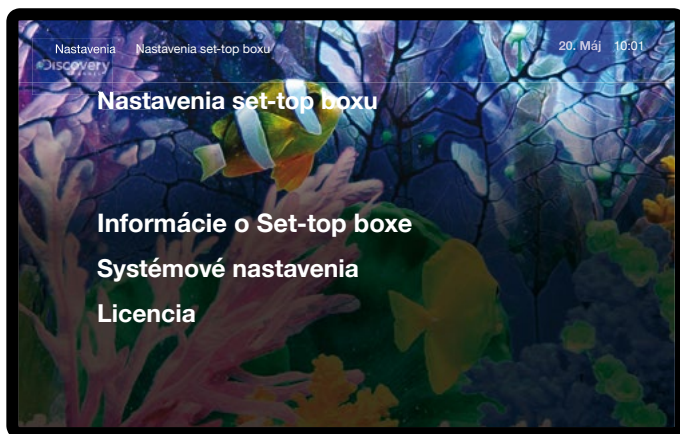 Nastavenia Nastavenia set-top boxu 20. Máj 10:01
Discovery
CHANNEL
Nastavenia set-top boxu
Informácie o Set-top boxe
Systémové nastavenia
Licencia